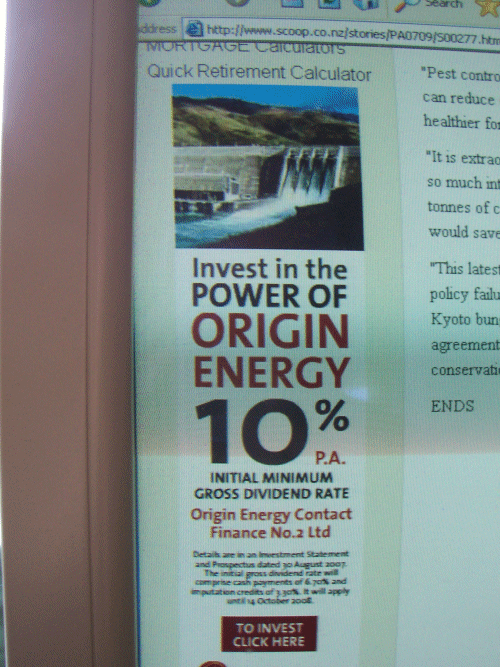 Search
ddress http://www.scoop.co.nz/stories/PA0709/S00277.htm
MORTGAGE Calculators
Quick Retirement Calculator
Invest in the
POWER OF
ORIGIN
ENERGY
10%
P.A.
INITIAL MINIMUM
GROSS DIVIDEND RATE
Origin Energy Contact
Finance No.2 Ltd
Details are in an Investment Statement
and Prospectus dated 30 August 2007.
The initial gross dividend rate will
comprise cash payments of 6.70% and
imputation credits of 3.30%. It will apply
until 14 October 2008.
TO INVEST
CLICK HERE
"Pest contro
can reduce
healthier for
"It is extrao
so much int
tonnes of c
would save
"This latest
policy failu
Kyoto bun
agreement
conservati
ENDS